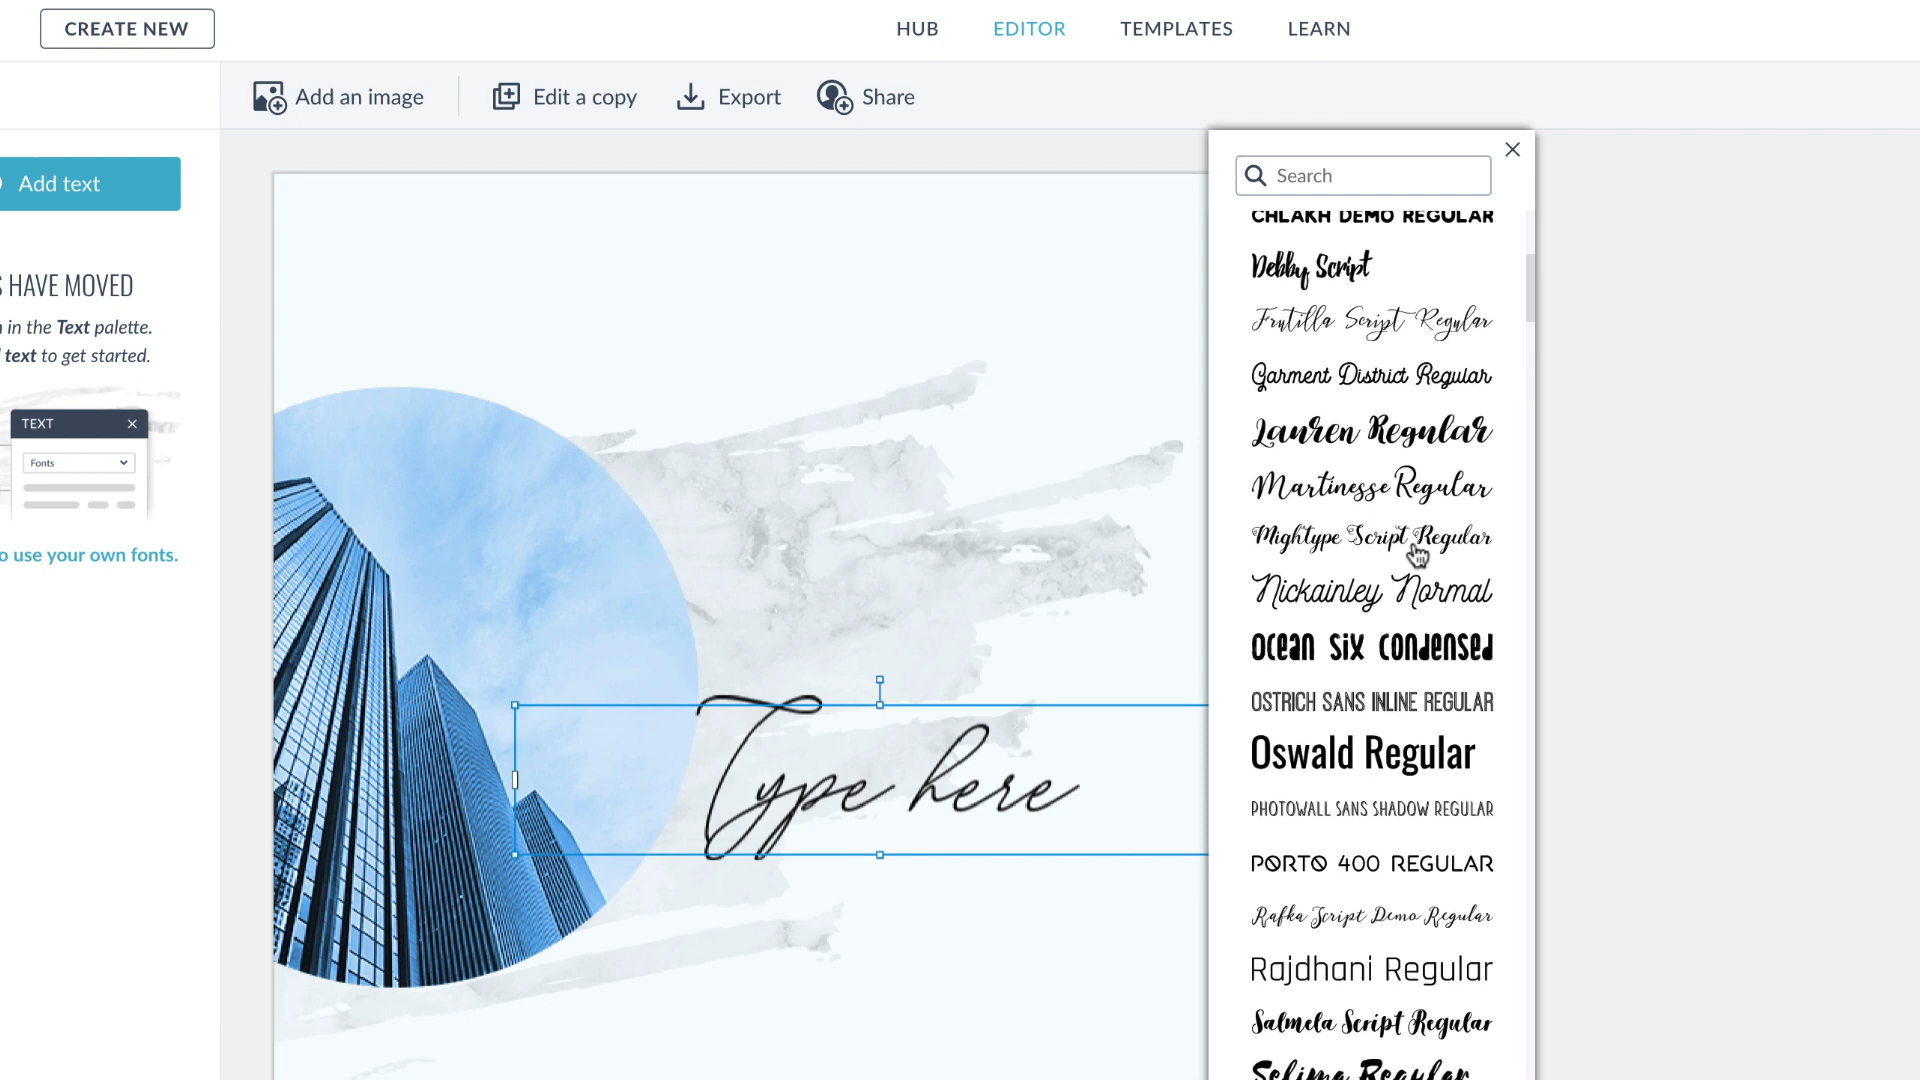 CREATE NEW
HUB
EDITOR
TEMPLATES
LEARN
Add an image
Edit a copy
Export
Share
Add text
HAVE MOVED
in the Text palette.
text to get started.
TEXT
Fonts
use your own fonts.
Type here
Search
CHLAKH DEMO REGULAR
Debby Script
Frutilla Script Regular
Garment District Regular
Lauren Regular
Martinesse Regular
Mightype Script Regular
Nickainley Normal
Ocean Six Condensed
OSTRICH SANS INLINE REGULAR
Oswald Regular
PHOTOWALL SANS SHADOW REGULAR
PORTO 400 REGULAR
Rafka Script Demo Regular
Rajdhani Regular
Salmela Script Regular
Selima Regular